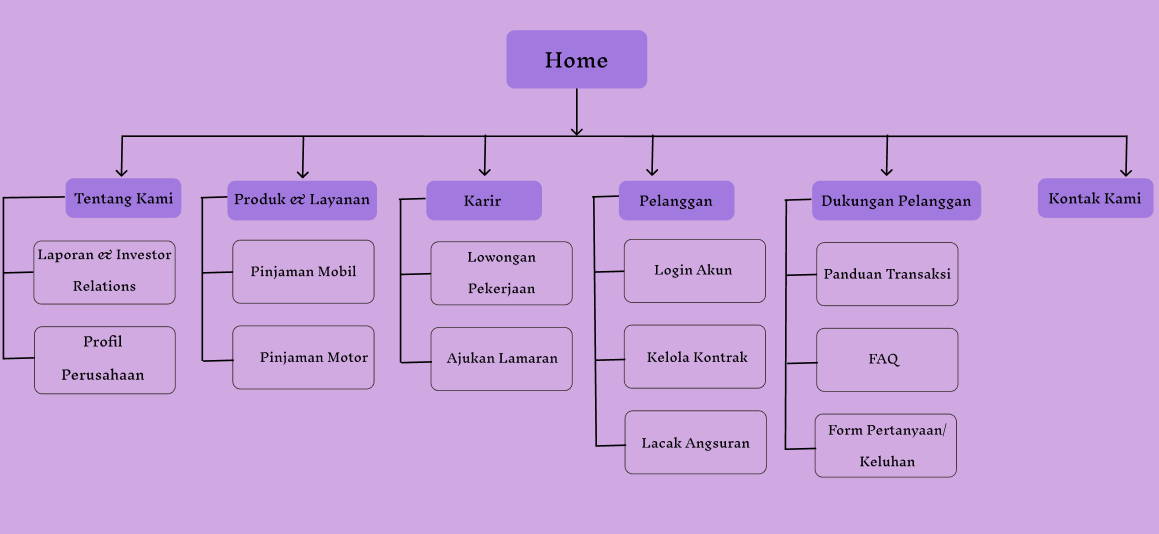 Home
Tentang Kami
Produk & Layanan
Karir
Pelanggan
Dukungan Pelanggan
Kontak Kami
Laporan & Investor
Relations
Profil
Perusahaan
Pinjaman Mobil
Pinjaman Motor
Lowongan
Pekerjaan
Ajukan Lamaran
Login Akun
Kelola Kontrak
Lacak Angsuran
Panduan Transaksi
FAQ
Form Pertanyaan/
Keluhan